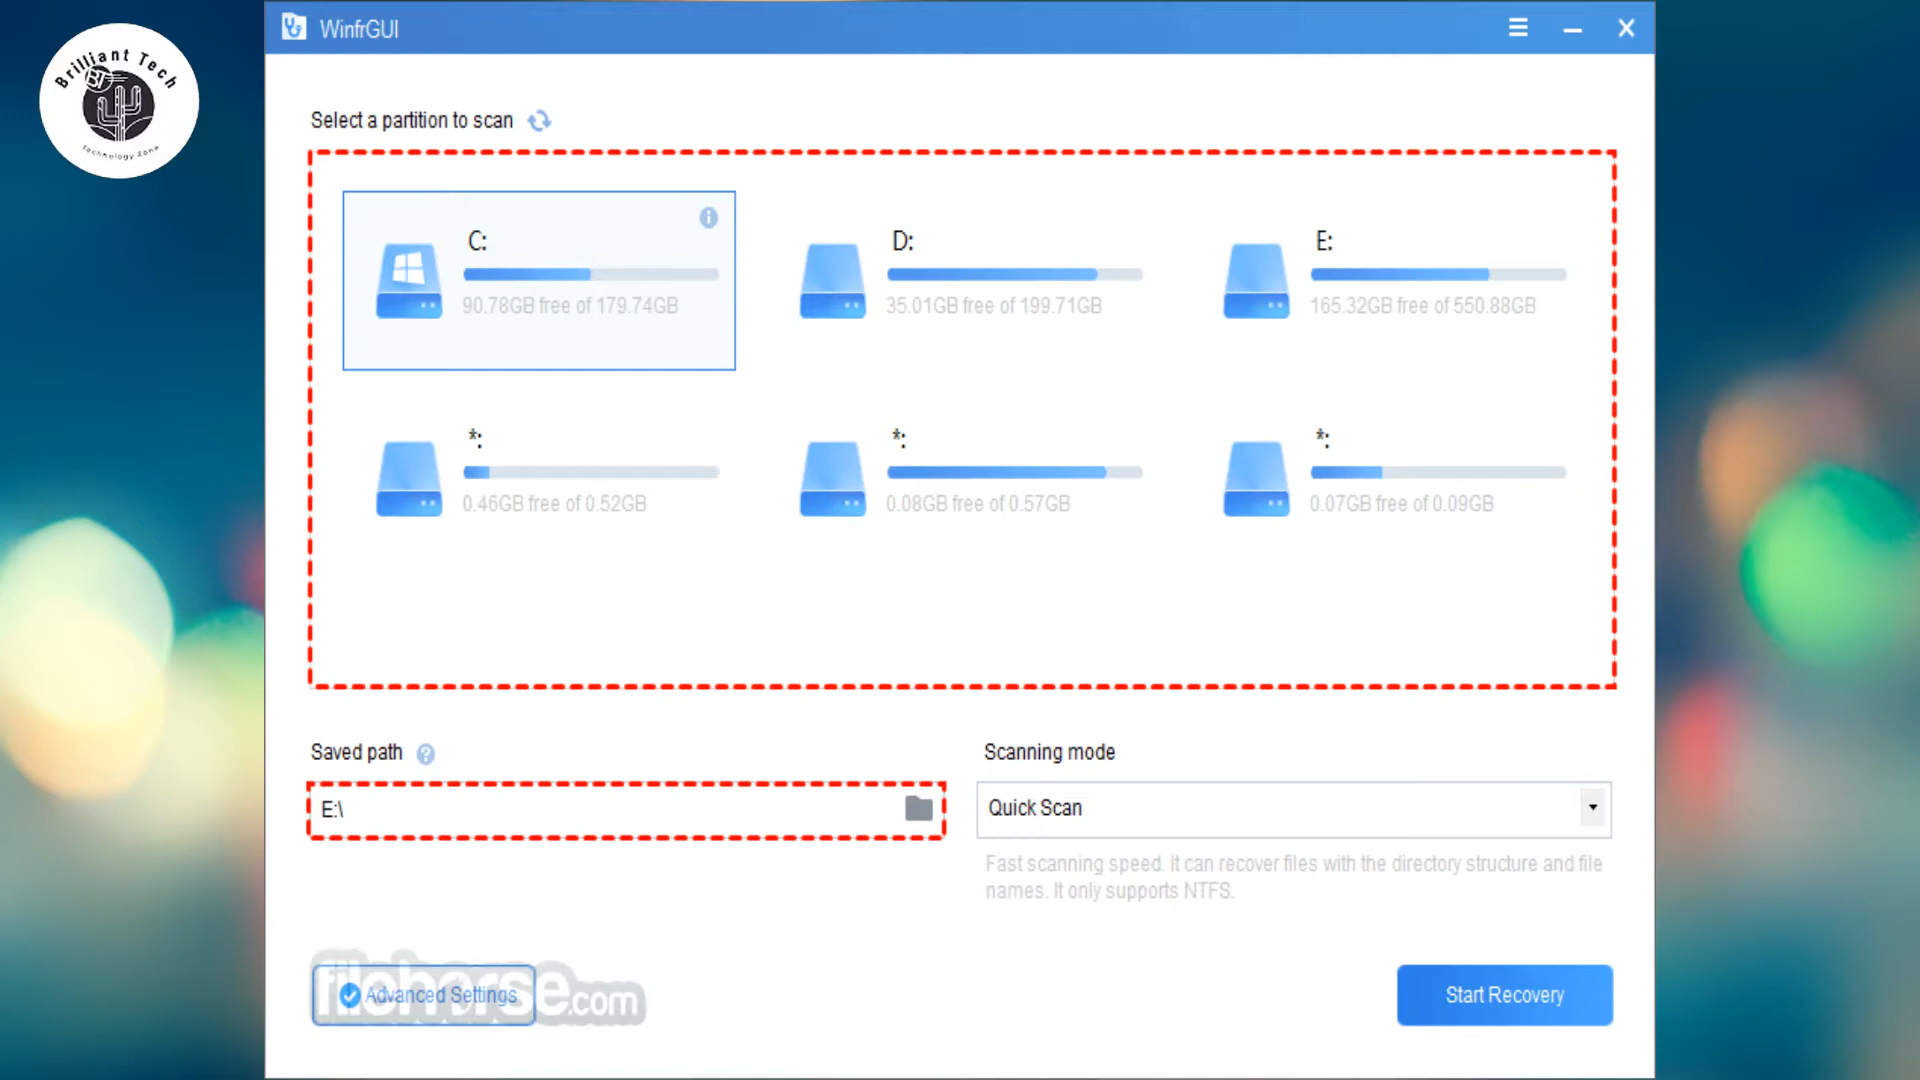 Brilliant Tech
BT
Technology Zone
WinfrGUI
Select a partition to scan
C:
90.78GB free of 179.74GB
D:
35.01GB free of 199.71GB
E:
165.32GB free of 550.88GB
*:
0.46GB free of 0.52GB
*:
0.08GB free of 0.57GB
*:
0.07GB free of 0.09GB
Saved path
?
E:\
Scanning mode
Quick Scan
Fast scanning speed. It can recover files with the directory structure and file
names. It only supports NTFS.
filehorse.com
Advanced Settings
Start Recovery